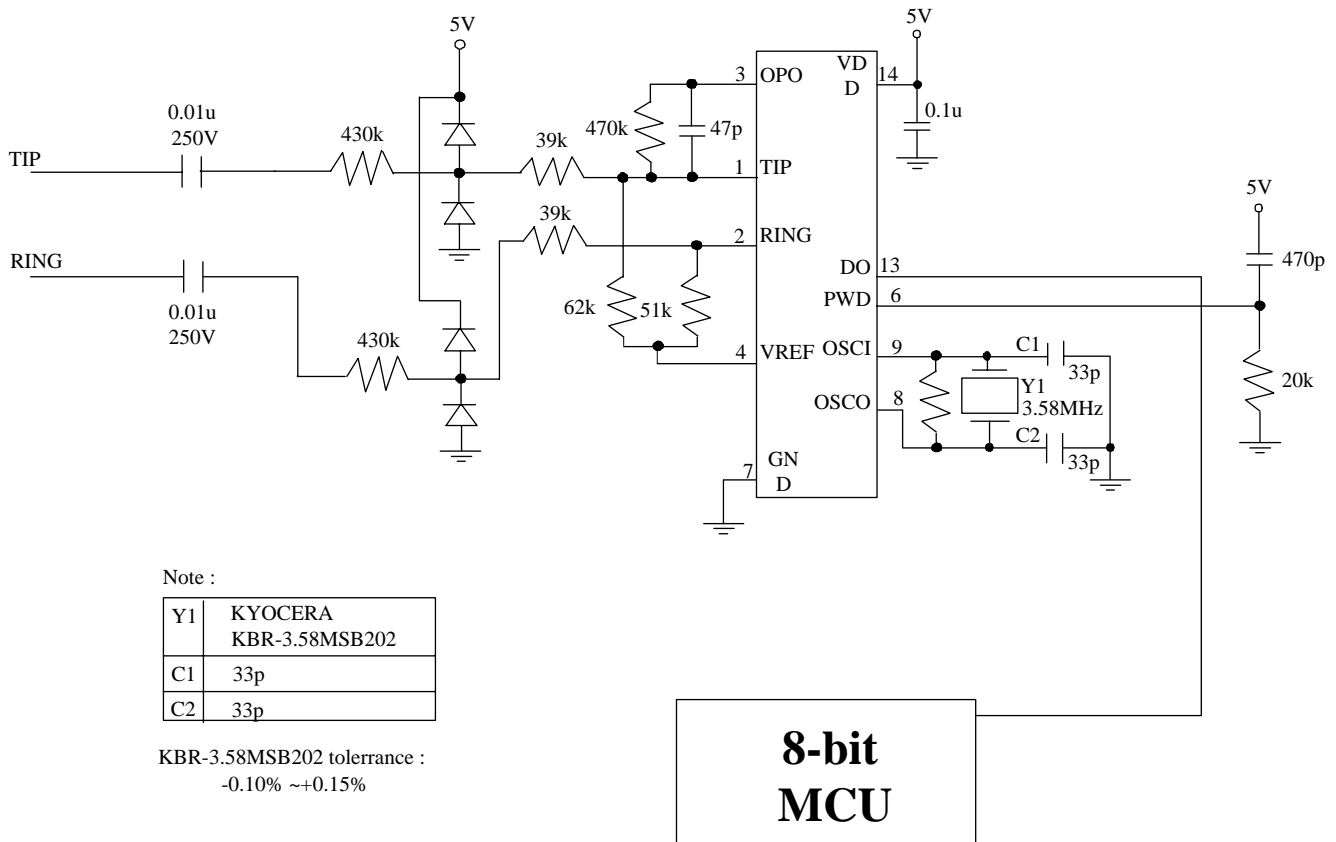 5V
5V
3 OPO
VD
D
14
0.01u
250V
430k
470k
47p
0.1u
39k
TIP
1 TIP
5V
39k
2 RING
RING
DO 13
470p
0.01u
250V
PWD 6
62k
51k
430k
4 VREF
OSCI 9
C1
33p
Y1
3.58MHz
20k
OSCO 8
C2
33p
7
GN
D
Note :
Y1 KYOCERA
KBR-3.58MSB202
C1 33p
C2 33p
KBR-3.58MSB202 tolerrance :
-0.10% ~+0.15%
8-bit
MCU